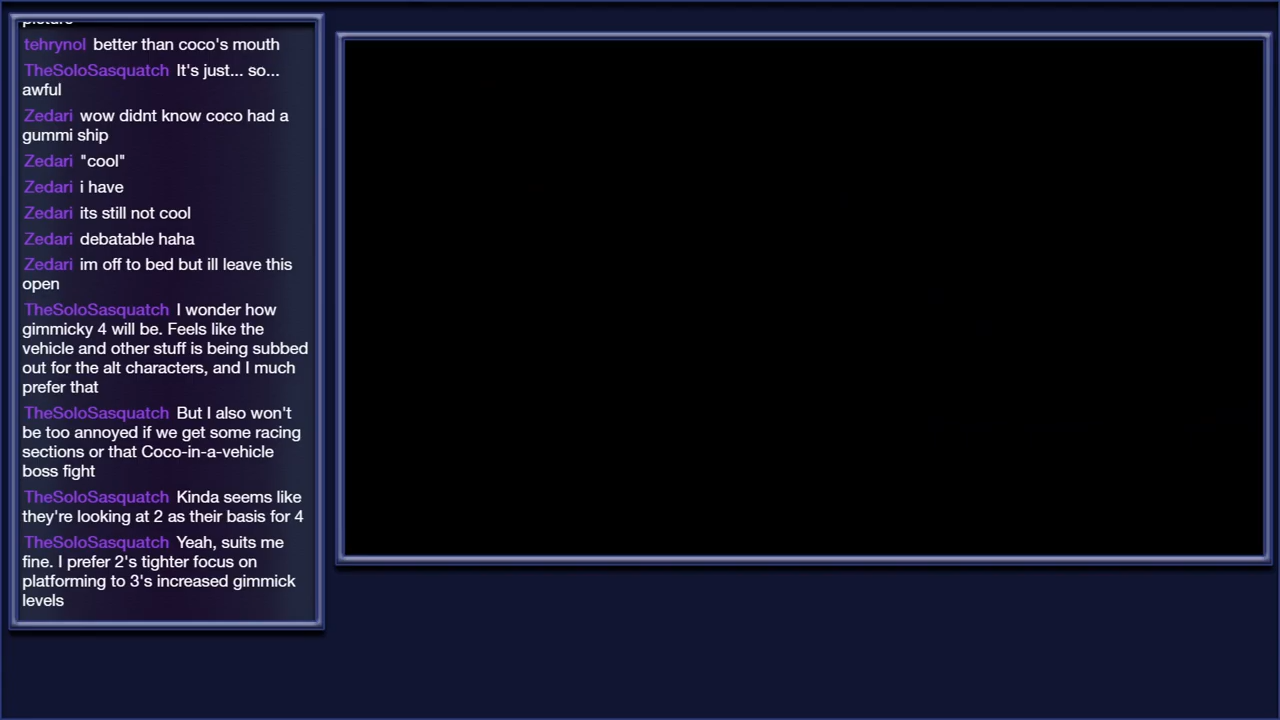 picture
tehrynol better than coco's mouth
TheSoloSasquatch It's just... so...
awful
Zedari wow didnt know coco had a
gummi ship
Zedari "cool"
Zedari i have
Zedari its still not cool
Zedari debatable haha
Zedari im off to bed but ill leave this
open
TheSoloSasquatch I wonder how
gimmicky 4 will be. Feels like the
vehicle and other stuff is being subbed
out for the alt characters, and I much
prefer that
TheSoloSasquatch But I also won't
be too annoyed if we get some racing
sections or that Coco-in-a-vehicle
boss fight
TheSoloSasquatch Kinda seems like
they're looking at 2 as their basis for 4
TheSoloSasquatch Yeah, suits me
fine. I prefer 2's tighter focus on
platforming to 3's increased gimmick
levels